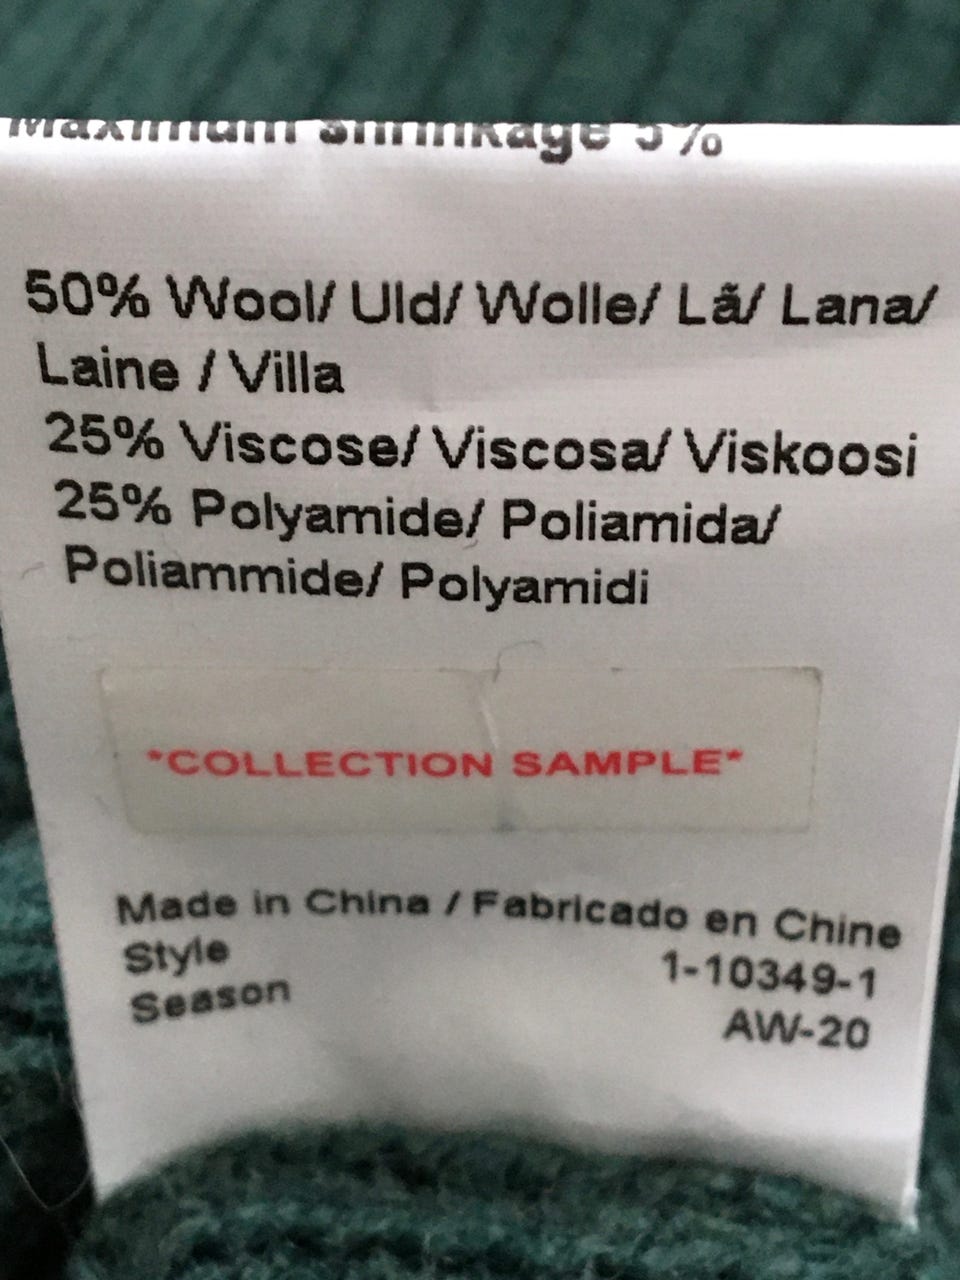 Maximum shrinkage 5%
50% Wool/ Uld/ Wolle/ Lã/ Lana/
Laine / Villa
25% Viscose/ Viscosa/ Viskoosi
25% Polyamide/ Poliamida/
Poliammide/ Polyamidi
*COLLECTION SAMPLE*
Made in China / Fabricado en Chine
Style 1-10349-1
Season AW-20